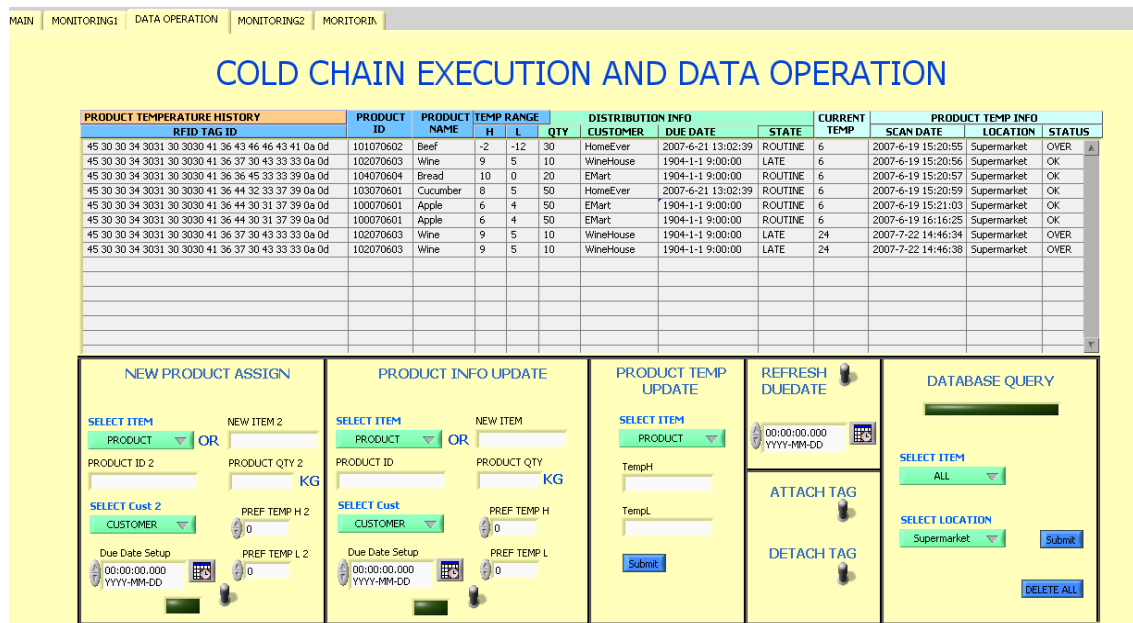 MAIN MONITORING1 DATA OPERATION MONITORING2 MORITORIN
COLD CHAIN EXECUTION AND DATA OPERATION
PRODUCT TEMPERATURE HISTORY PRODUCT ID PRODUCT NAME TEMP RANGE DISTRIBUTION INFO CURRENT TEMP PRODUCT TEMP INFO
RFID TAG ID H L QTY CUSTOMER DUE DATE STATE SCAN DATE LOCATION STATUS
45 30 30 34 3031 30 3030 41 36 43 46 46 43 41 0a 0d 101070602 Beef -2 -12 30 HomeEver 2007-6-21 13:02:39 ROUTINE 6 2007-6-19 15:20:55 Supermarket OVER
45 30 30 34 3031 30 3030 41 36 37 30 43 33 33 0a 0d 102070603 Wine 9 5 10 WineHouse 1904-1-1 9:00:00 LATE 6 2007-6-19 15:20:56 Supermarket OK
45 30 30 34 3031 30 3030 41 36 36 45 33 33 39 0a 0d 104070604 Bread 10 0 20 EMart 1904-1-1 9:00:00 ROUTINE 6 2007-6-19 15:20:57 Supermarket OK
45 30 30 34 3031 30 3030 41 36 44 32 33 37 39 0a 0d 103070601 Cucumber 8 5 50 HomeEver 2007-6-21 13:02:39 ROUTINE 6 2007-6-19 15:20:59 Supermarket OK
45 30 30 34 3031 30 3030 41 36 44 30 31 37 39 0a 0d 100070601 Apple 6 4 50 EMart 1904-1-1 9:00:00 ROUTINE 6 2007-6-19 15:21:03 Supermarket OK
45 30 30 34 3031 30 3030 41 36 44 30 31 37 39 0a 0d 100070601 Apple 6 4 50 EMart 1904-1-1 9:00:00 ROUTINE 6 2007-6-19 16:16:25 Supermarket OK
45 30 30 34 3031 30 3030 41 36 37 30 43 33 33 0a 0d 102070603 Wine 9 5 10 WineHouse 1904-1-1 9:00:00 LATE 24 2007-7-22 14:46:34 Supermarket OVER
45 30 30 34 3031 30 3030 41 36 37 30 43 33 33 0a 0d 102070603 Wine 9 5 10 WineHouse 1904-1-1 9:00:00 LATE 24 2007-7-22 14:46:38 Supermarket OVER
NEW PRODUCT ASSIGN
SELECT ITEM NEW ITEM 2
PRODUCT OR
PRODUCT ID 2 PRODUCT QTY 2
KG
SELECT Cust 2 PREF TEMP H 2
CUSTOMER 0
Due Date Setup PREF TEMP L 2
00:00:00.000 0
YYYY-MM-DD
PRODUCT INFO UPDATE
SELECT ITEM NEW ITEM
PRODUCT OR
PRODUCT ID PRODUCT QTY
KG
SELECT Cust PREF TEMP H
CUSTOMER 0
Due Date Setup PREF TEMP L
00:00:00.000 0
YYYY-MM-DD
PRODUCT TEMP
UPDATE
SELECT ITEM
PRODUCT
TempH
TempL
Submit
REFRESH
DUEDATE
00:00:00.000
YYYY-MM-DD
ATTACH TAG
DETACH TAG
DATABASE QUERY
SELECT ITEM
ALL
SELECT LOCATION
Supermarket Submit
DELETE ALL